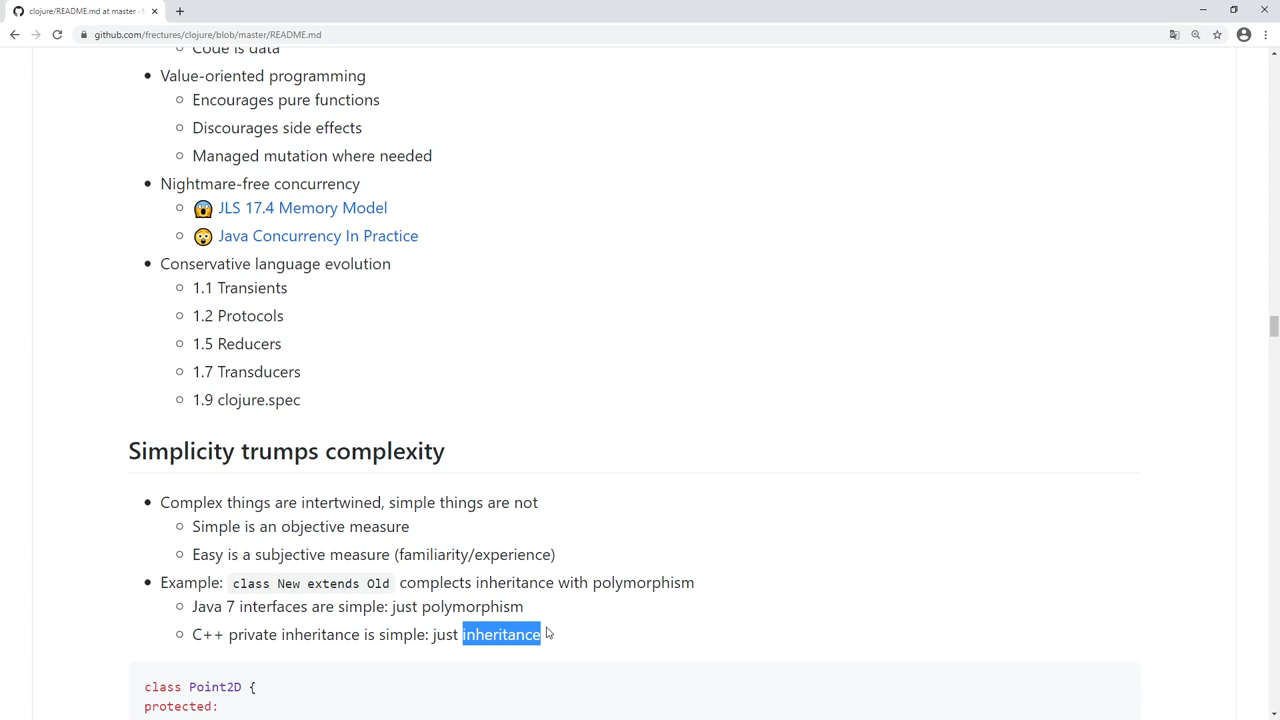 clojure/README.md at master · f
github.com/frectures/clojure/blob/master/README.md
Code is data
Value-oriented programming
Encourages pure functions
Discourages side effects
Managed mutation where needed
Nightmare-free concurrency
😱 JLS 17.4 Memory Model
😲 Java Concurrency In Practice
Conservative language evolution
1.1 Transients
1.2 Protocols
1.5 Reducers
1.7 Transducers
1.9 clojure.spec
Simplicity trumps complexity
Complex things are intertwined, simple things are not
Simple is an objective measure
Easy is a subjective measure (familiarity/experience)
Example: class New extends Old complects inheritance with polymorphism
Java 7 interfaces are simple: just polymorphism
C++ private inheritance is simple: just inheritance
class Point2D {
protected: